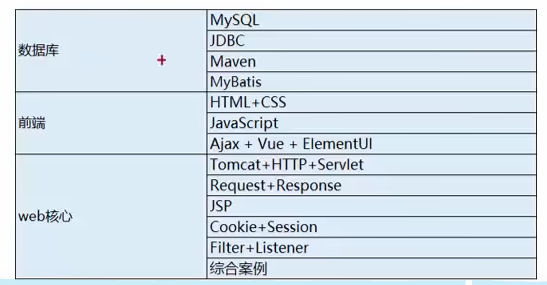 数据库
MySQL
JDBC
Maven
MyBatis
前端
HTML+CSS
JavaScript
Ajax + Vue + ElementUI
web核心
Tomcat+HTTP+Servlet
Request+Response
JSP
Cookie+Session
Filter+Listener
综合案例